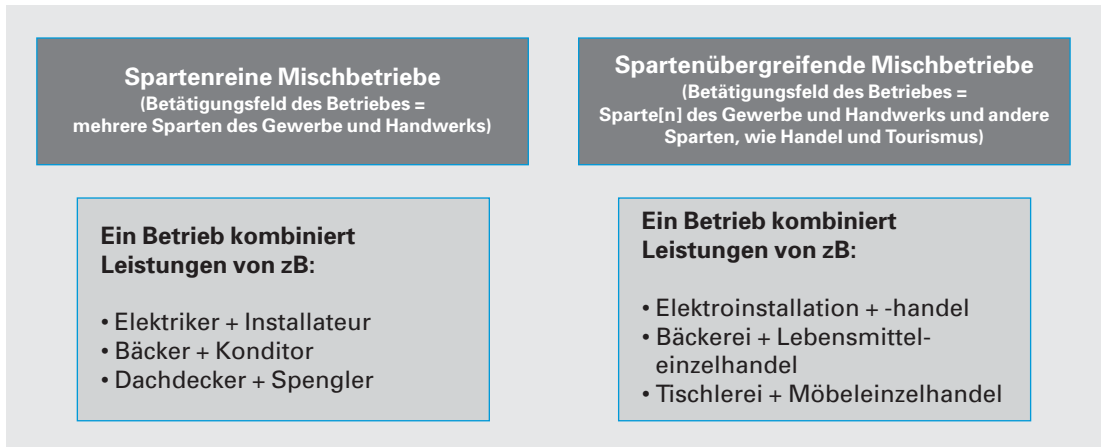 Spartenreine Mischbetriebe
(Betätigungsfeld des Betriebes =
mehrere Sparten des Gewerbe und Handwerks)
Ein Betrieb kombiniert
Leistungen von zB:
• Elektriker + Installateur
• Bäcker + Konditor
• Dachdecker + Spengler
Spartenübergreifende Mischbetriebe
(Betätigungsfeld des Betriebes =
Sparte[n] des Gewerbe und Handwerks und andere
Sparten, wie Handel und Tourismus)
Ein Betrieb kombiniert
Leistungen von zB:
• Elektroinstallation + -handel
• Bäckerei + Lebensmittel-
einzelhandel
• Tischlerei + Möbeleinzelhandel